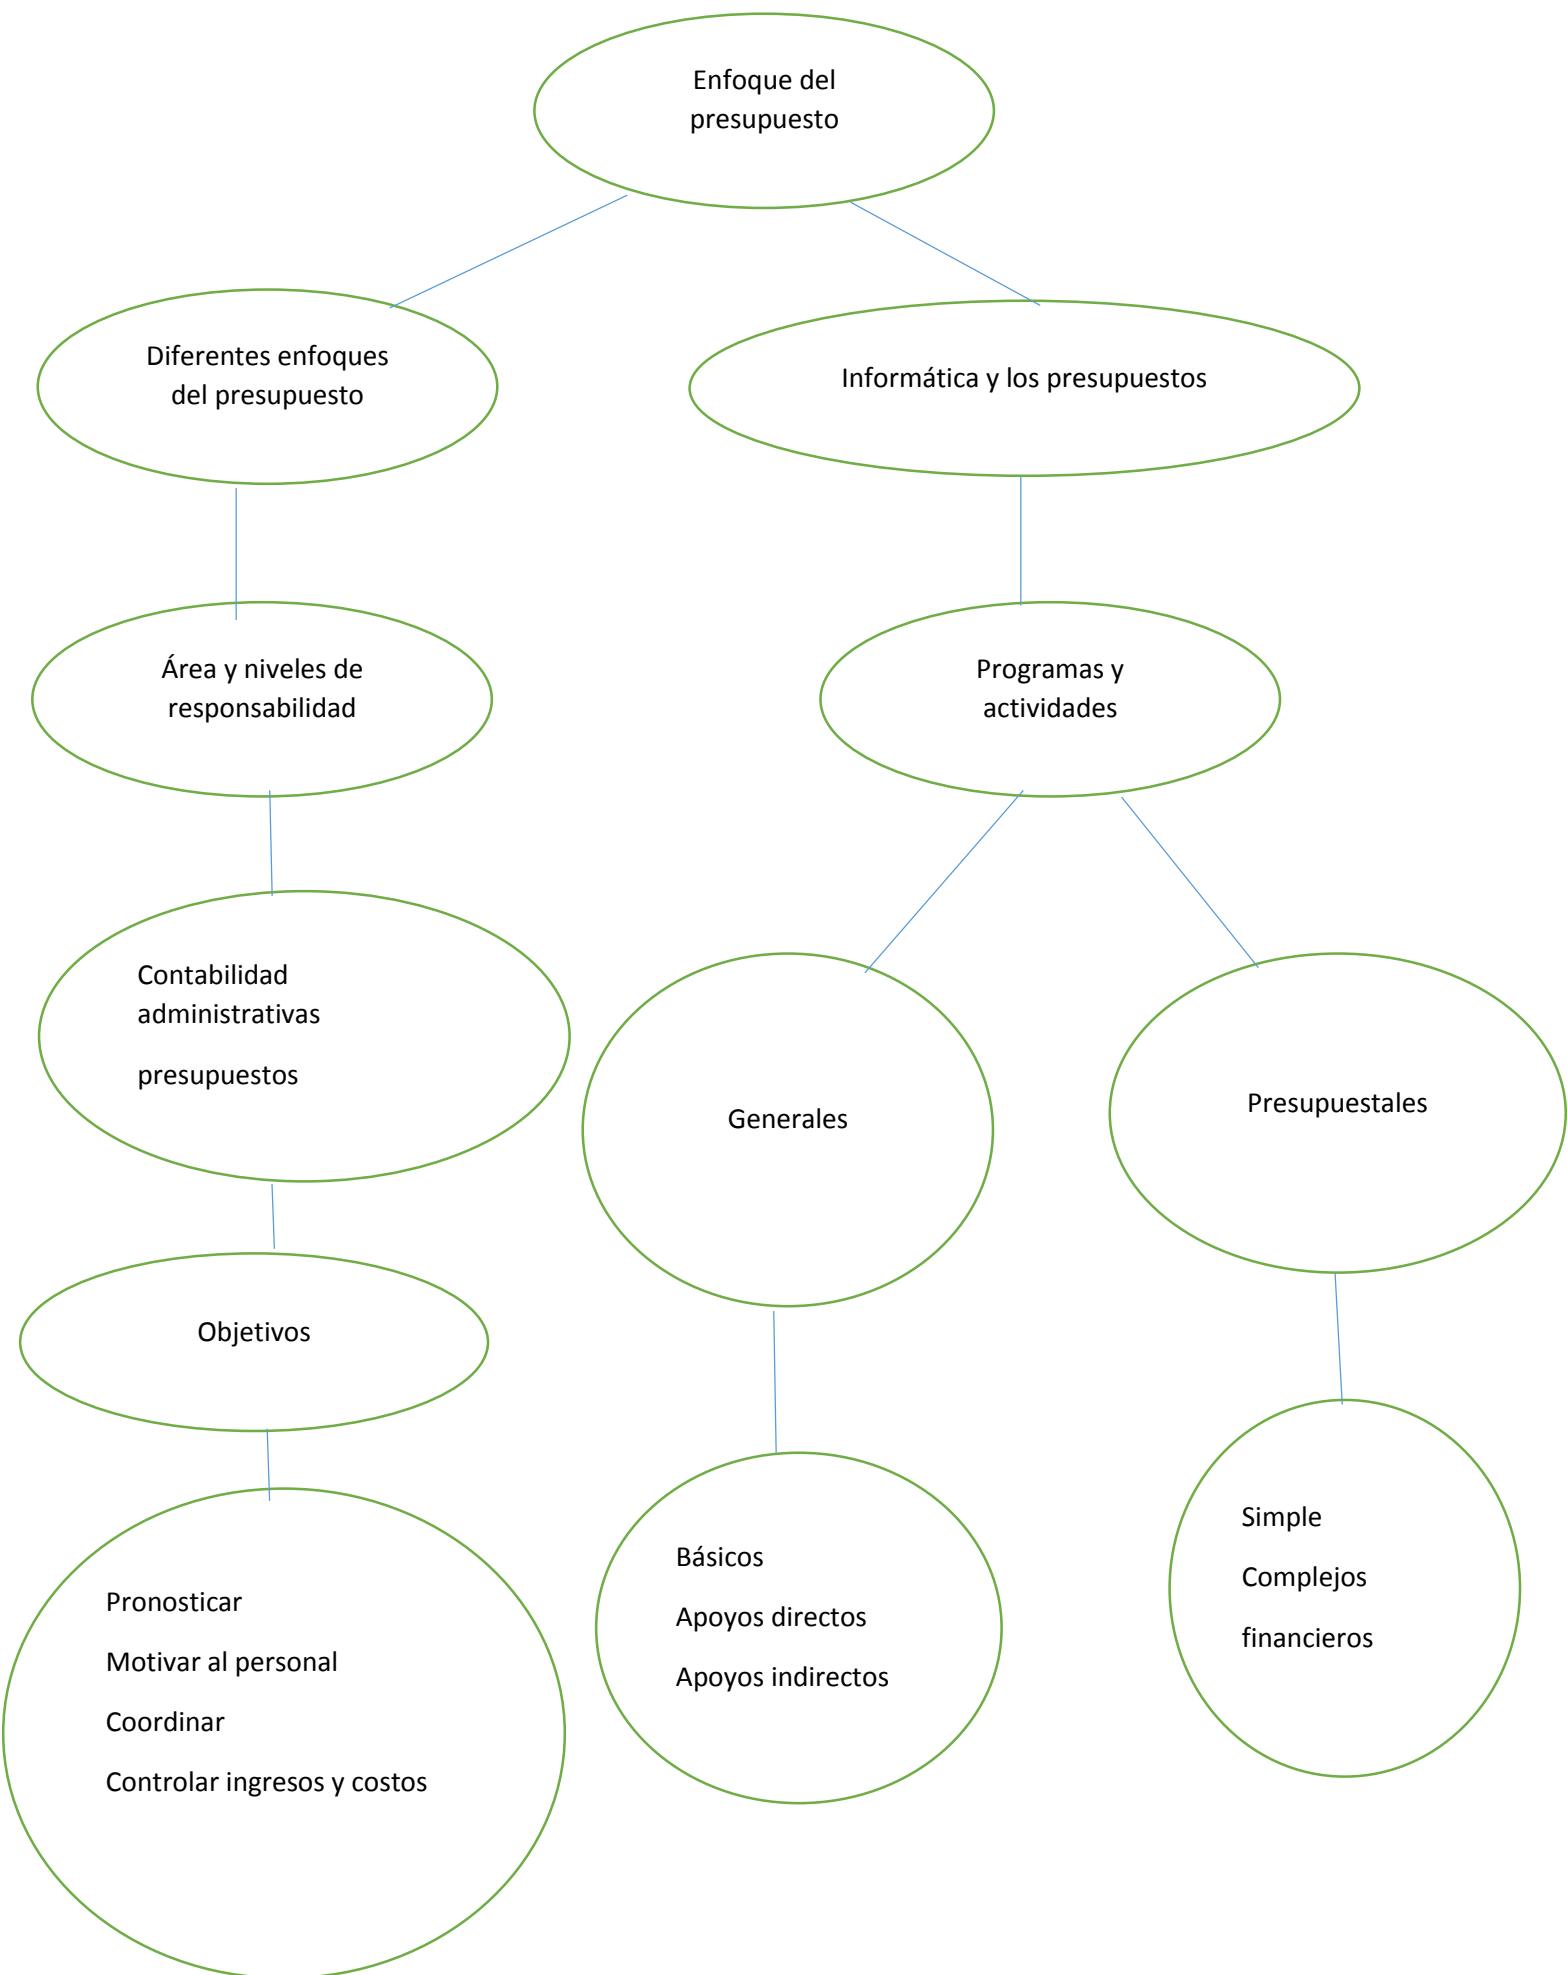 Enfoque del
presupuesto
Diferentes enfoques
del presupuesto
Informática y los presupuestos
Área y niveles de
responsabilidad
Programas y
actividades
Contabilidad
administrativas
presupuestos
Generales
Presupuestales
Objetivos
Pronosticar
Motivar al personal
Coordinar
Controlar ingresos y costos
Básicos
Apoyos directos
Apoyos indirectos
Simple
Complejos
financieros